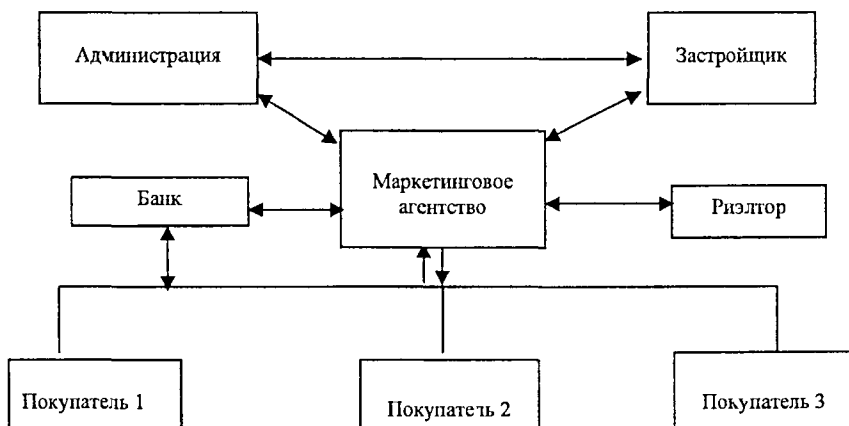 Администрация
Застройщик
Маркетинговое
агентство
Банк
Риэлтор
Покупатель 1
Покупатель 2
Покупатель 3